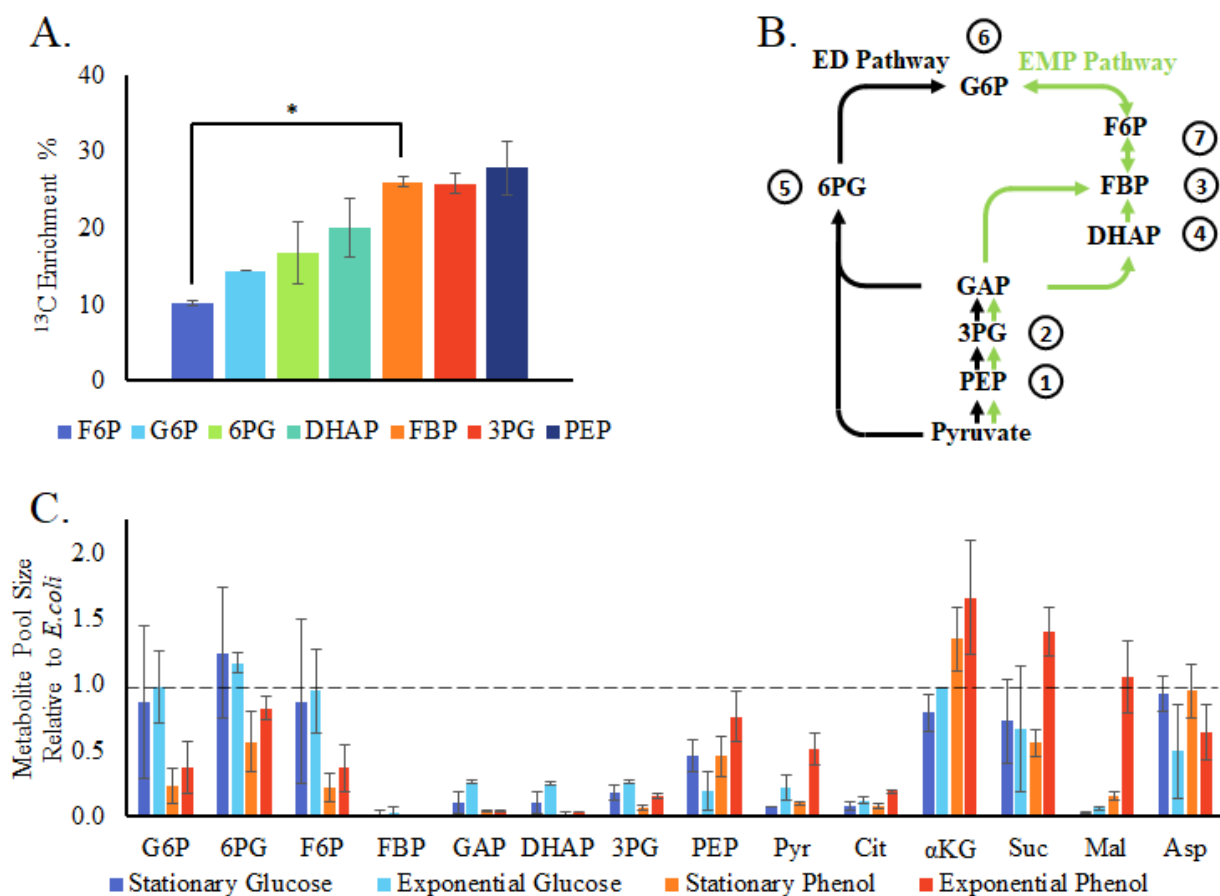 A.
¹³C Enrichment %
40
30
20
10
0
*
F6P G6P 6PG DHAP FBP 3PG PEP
B.
6
ED Pathway EMP Pathway
G6P
F6P
7
5 6PG
FBP 3
DHAP 4
GAP
3PG 2
PEP 1
Pyruvate
C.
Metabolite Pool Size
Relative to E.coli
2.0
1.5
1.0
0.5
0.0
G6P 6PG F6P FBP GAP DHAP 3PG PEP Pyr Cit αKG Suc Mal Asp
Stationary Glucose Exponential Glucose Stationary Phenol Exponential Phenol